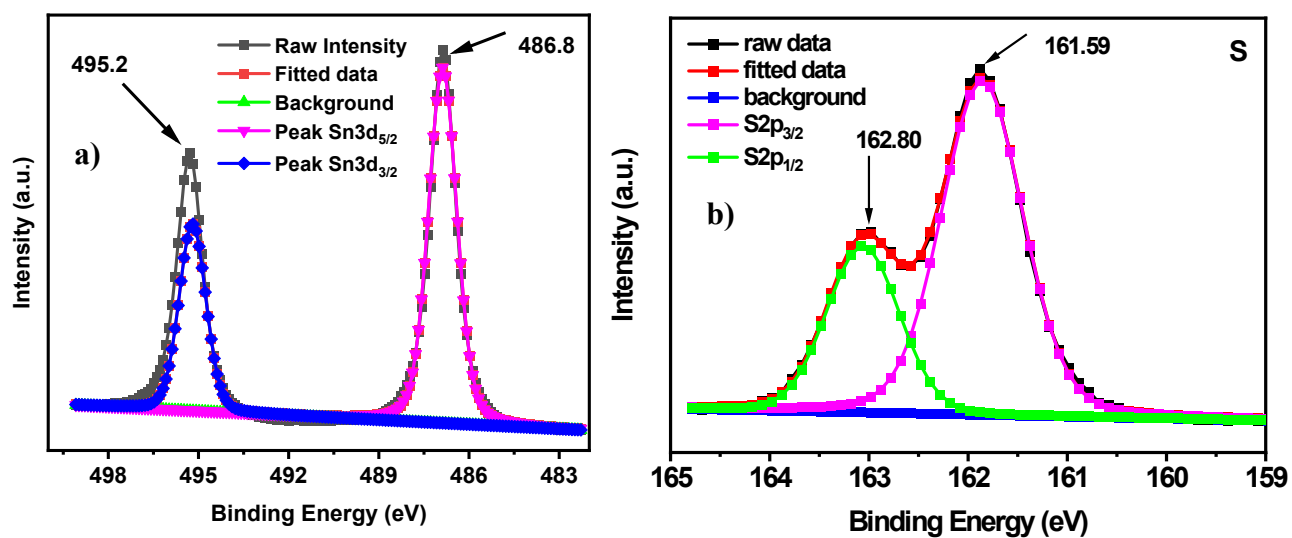 a)
Intensity (a.u.)
495.2
486.8
Raw Intensity
Fitted data
Background
Peak Sn3d5/2
Peak Sn3d3/2
498 495 492 489 486 483
Binding Energy (eV)
b)
S
Intensity (a.u.)
raw data
fitted data
background
S2p3/2
S2p1/2
161.59
162.80
165 164 163 162 161 160 159
Binding Energy (eV)